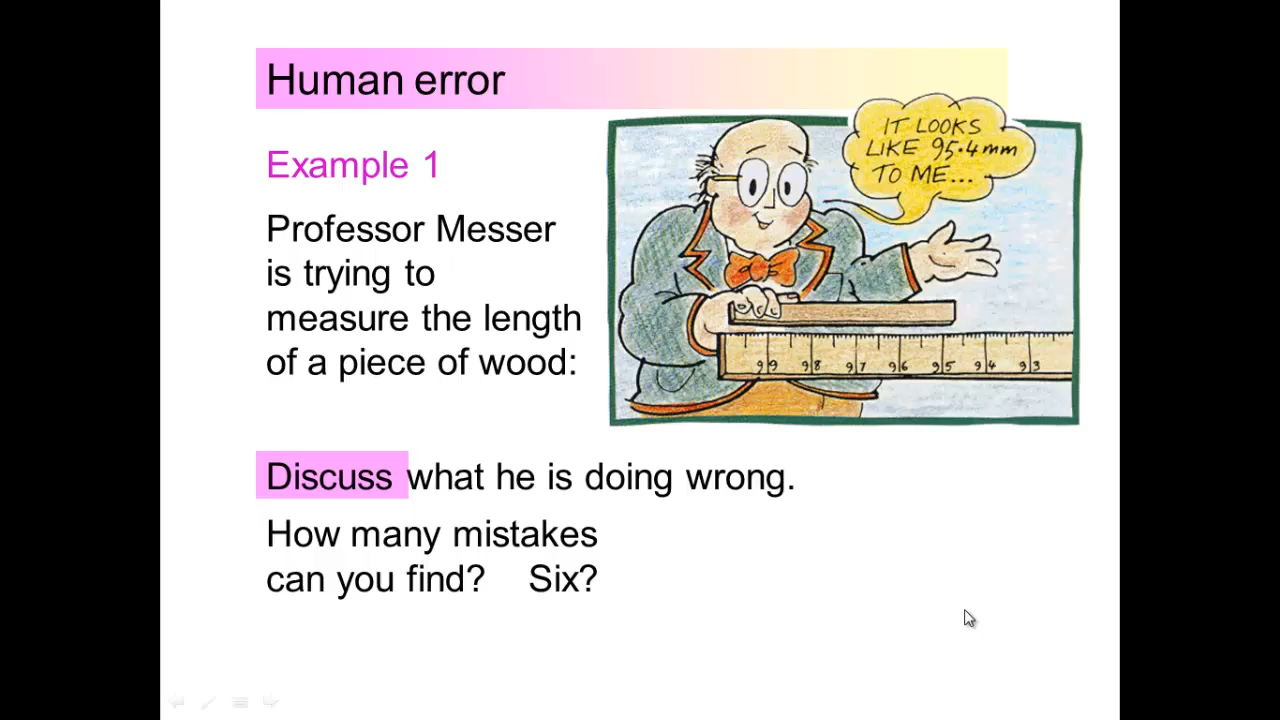 Human error
IT LOOKS
LIKE 95·4mm
TO ME...
Example 1
Professor Messer
is trying to
measure the length
of a piece of wood:
99 98 97 96 95 94 93
Discuss what he is doing wrong.
How many mistakes
can you find? Six?